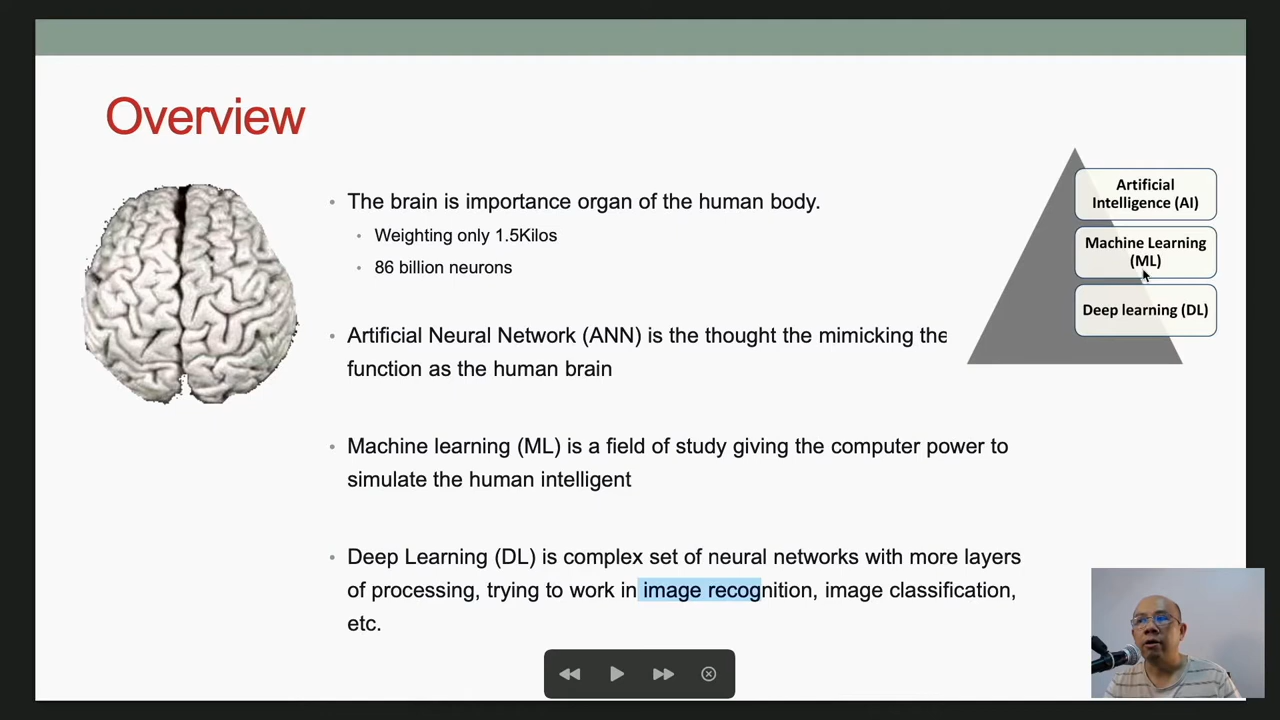 Overview
The brain is importance organ of the human body.
Weighting only 1.5Kilos
86 billion neurons
Artificial Neural Network (ANN) is the thought the mimicking the
function as the human brain
Machine learning (ML) is a field of study giving the computer power to
simulate the human intelligent
Deep Learning (DL) is complex set of neural networks with more layers
of processing, trying to work in image recognition, image classification,
etc.
Artificial
Intelligence (AI)
Machine Learning
(ML)
Deep learning (DL)